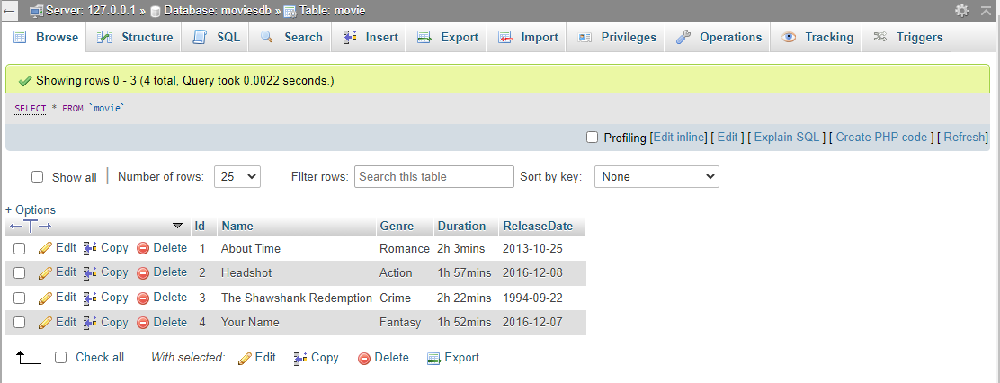 Server: 127.0.0.1 » Database: moviesdb » Table: movie
Browse Structure SQL Search Insert Export Import Privileges Operations Tracking Triggers
Showing rows 0 - 3 (4 total, Query took 0.0022 seconds.)
SELECT * FROM `movie`
Profiling [Edit inline] [ Edit ] [ Explain SQL ] [ Create PHP code ] [ Refresh]
Show all | Number of rows: 25 Filter rows: Search this table Sort by key: None
+ Options
←T→ Id Name Genre Duration ReleaseDate
Edit Copy Delete 1 About Time Romance 2h 3mins 2013-10-25
Edit Copy Delete 2 Headshot Action 1h 57mins 2016-12-08
Edit Copy Delete 3 The Shawshank Redemption Crime 2h 22mins 1994-09-22
Edit Copy Delete 4 Your Name Fantasy 1h 52mins 2016-12-07
Check all With selected: Edit Copy Delete Export